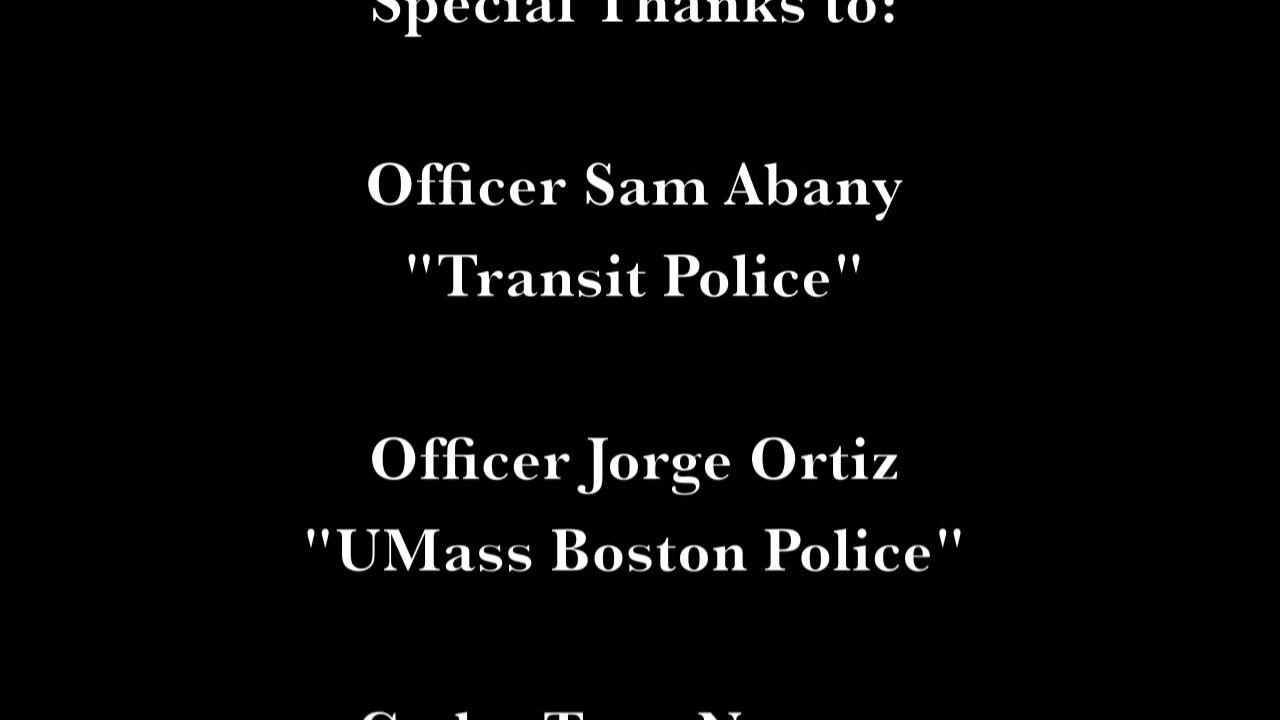 Special Thanks to:
Officer Sam Abany
"Transit Police"
Officer Jorge Ortiz
"UMass Boston Police"